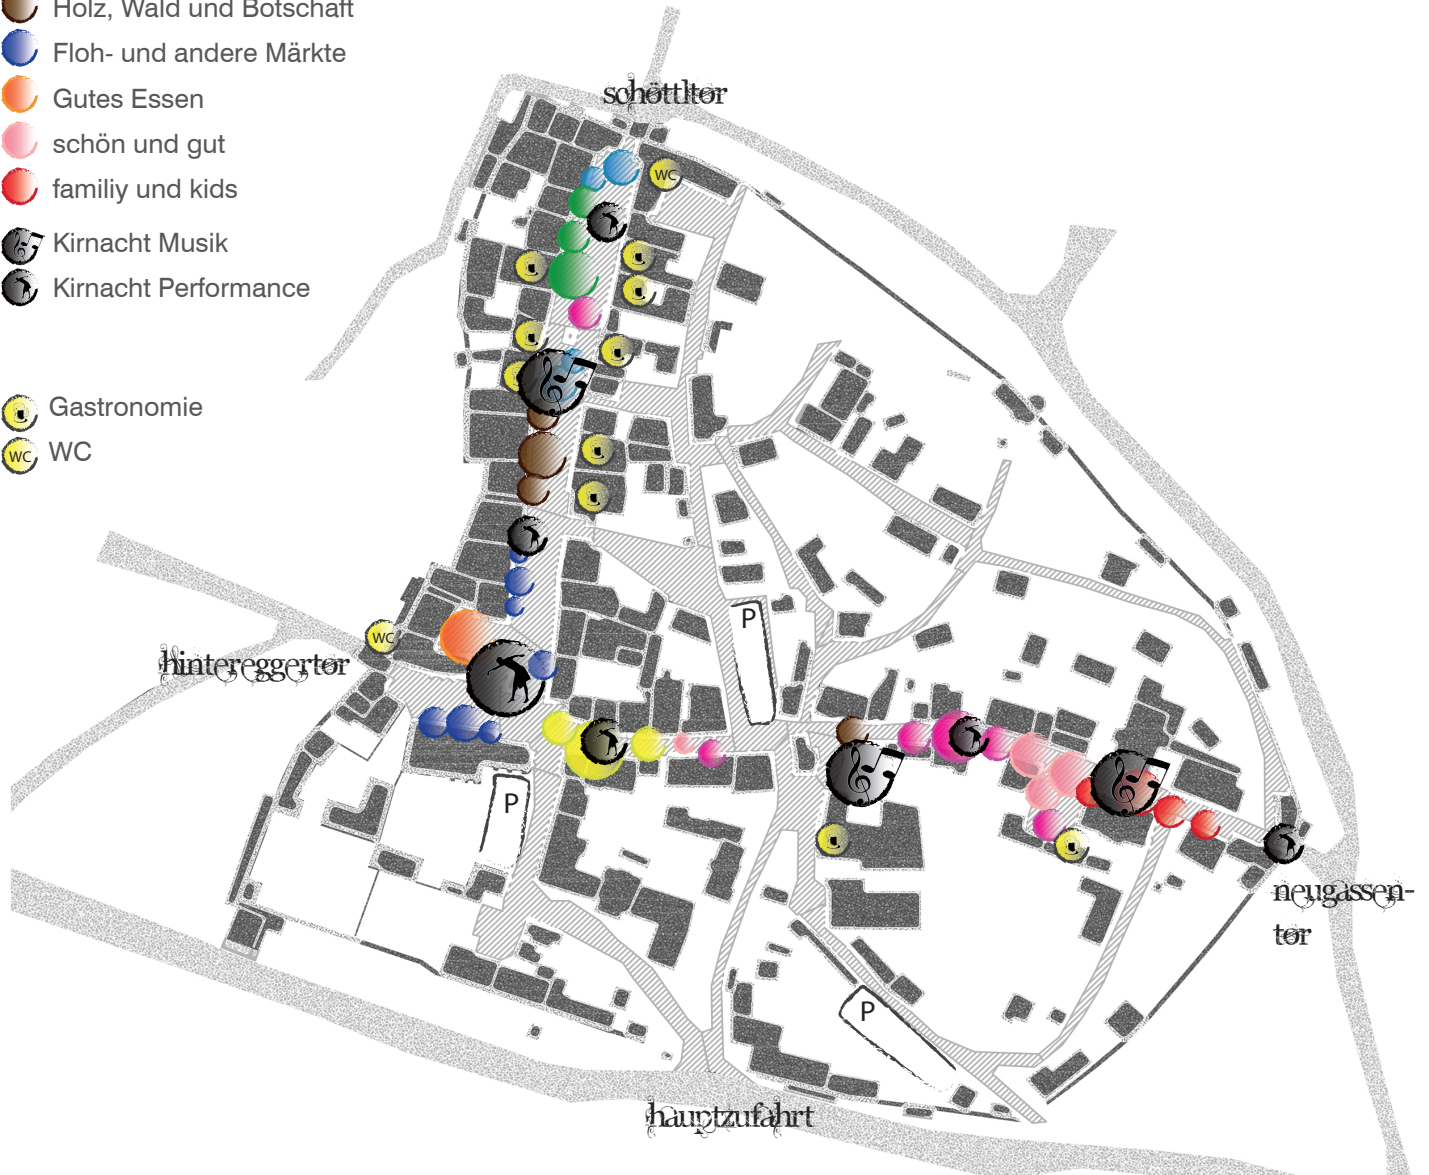 Holz, Wald und Botschaft
Floh- und andere Märkte
Gutes Essen
schön und gut
familiy und kids
Kirnacht Musik
Kirnacht Performance
Gastronomie
WC
WC
schöttltor
WC
WC
hintereggertor
P
P
P
neugassen-
tor
hauptzufahrt